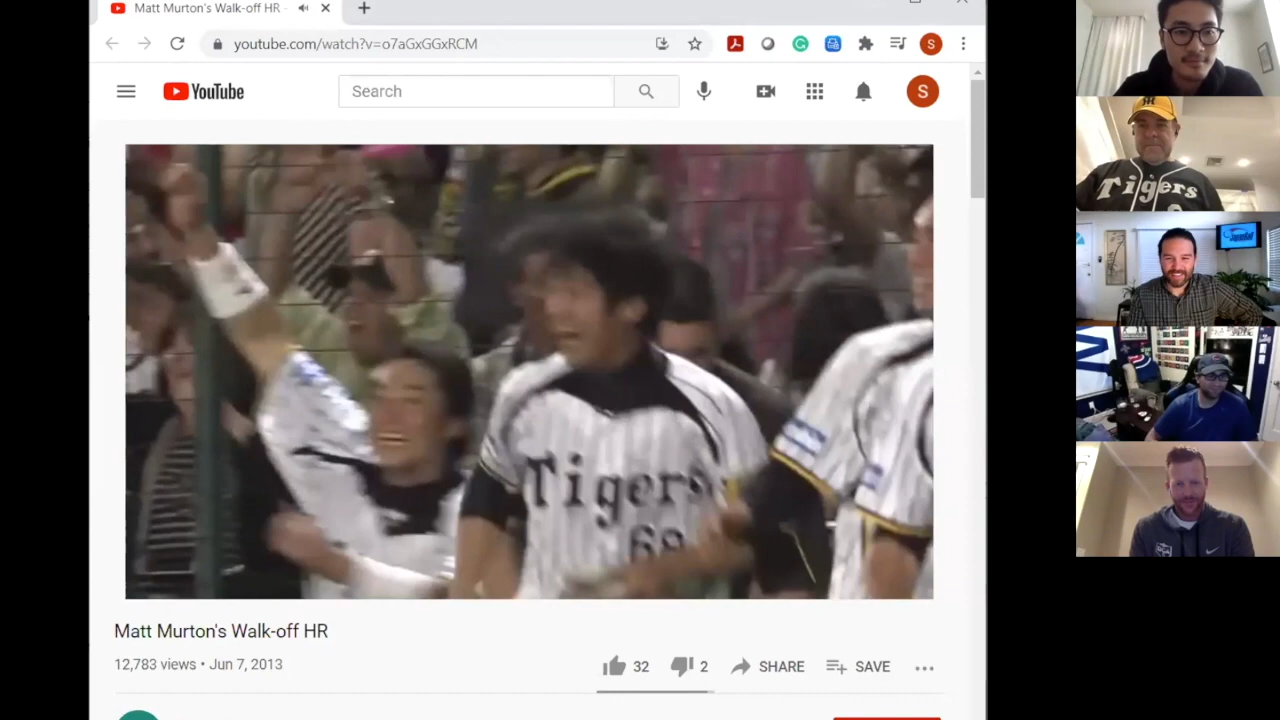 Matt Murton's Walk-off HR -
youtube.com/watch?v=o7aGxGGxRCM
S
YouTube
Search
S
Tigers
68
Matt Murton's Walk-off HR
12,783 views • Jun 7, 2013
32
2
SHARE
SAVE
Tigers